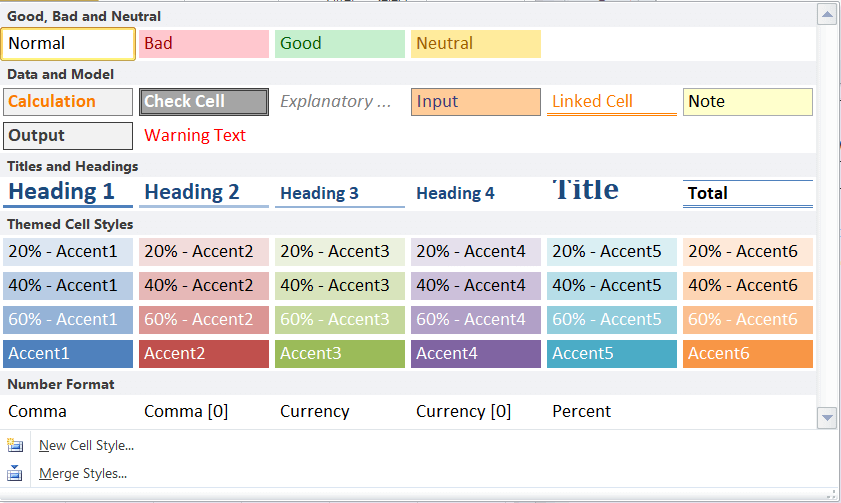 Good, Bad and Neutral
Normal Bad Good Neutral
Data and Model
Calculation Check Cell Explanatory ... Input Linked Cell Note
Output Warning Text
Titles and Headings
Heading 1 Heading 2 Heading 3 Heading 4 Title Total
Themed Cell Styles
20% - Accent1 20% - Accent2 20% - Accent3 20% - Accent4 20% - Accent5 20% - Accent6
40% - Accent1 40% - Accent2 40% - Accent3 40% - Accent4 40% - Accent5 40% - Accent6
60% - Accent1 60% - Accent2 60% - Accent3 60% - Accent4 60% - Accent5 60% - Accent6
Accent1 Accent2 Accent3 Accent4 Accent5 Accent6
Number Format
Comma Comma [0] Currency Currency [0] Percent
New Cell Style...
Merge Styles...